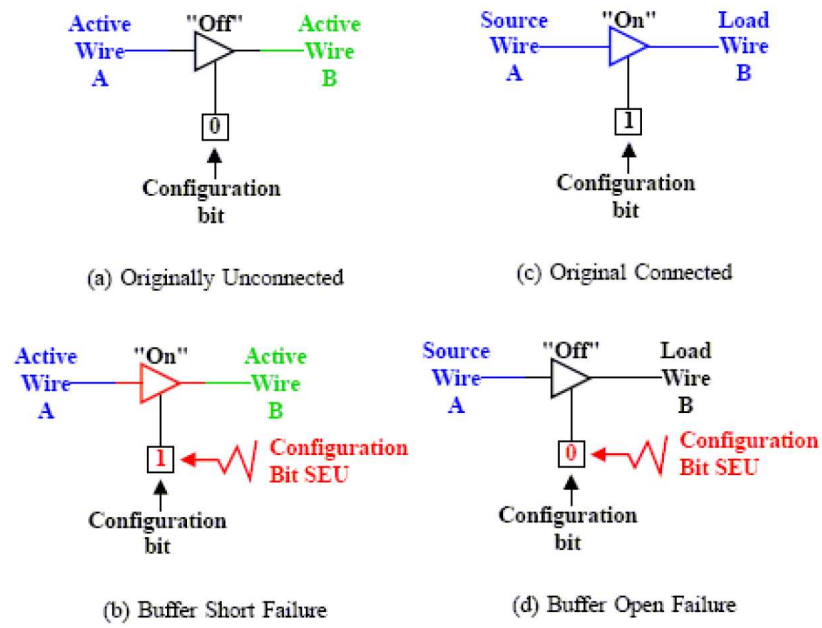 Active
Wire
A
"Off"
Active
Wire
B
0
Configuration
bit
(a) Originally Unconnected
Source
Wire
A
"On"
Load
Wire
B
1
Configuration
bit
(c) Original Connected
Active
Wire
A
"On"
Active
Wire
B
1
Configuration
Bit SEU
Configuration
bit
(b) Buffer Short Failure
Source
Wire
A
"Off"
Load
Wire
B
0
Configuration
Bit SEU
Configuration
bit
(d) Buffer Open Failure